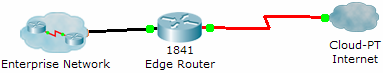 1841
Enterprise Network
Edge Router
Cloud-PT
Internet